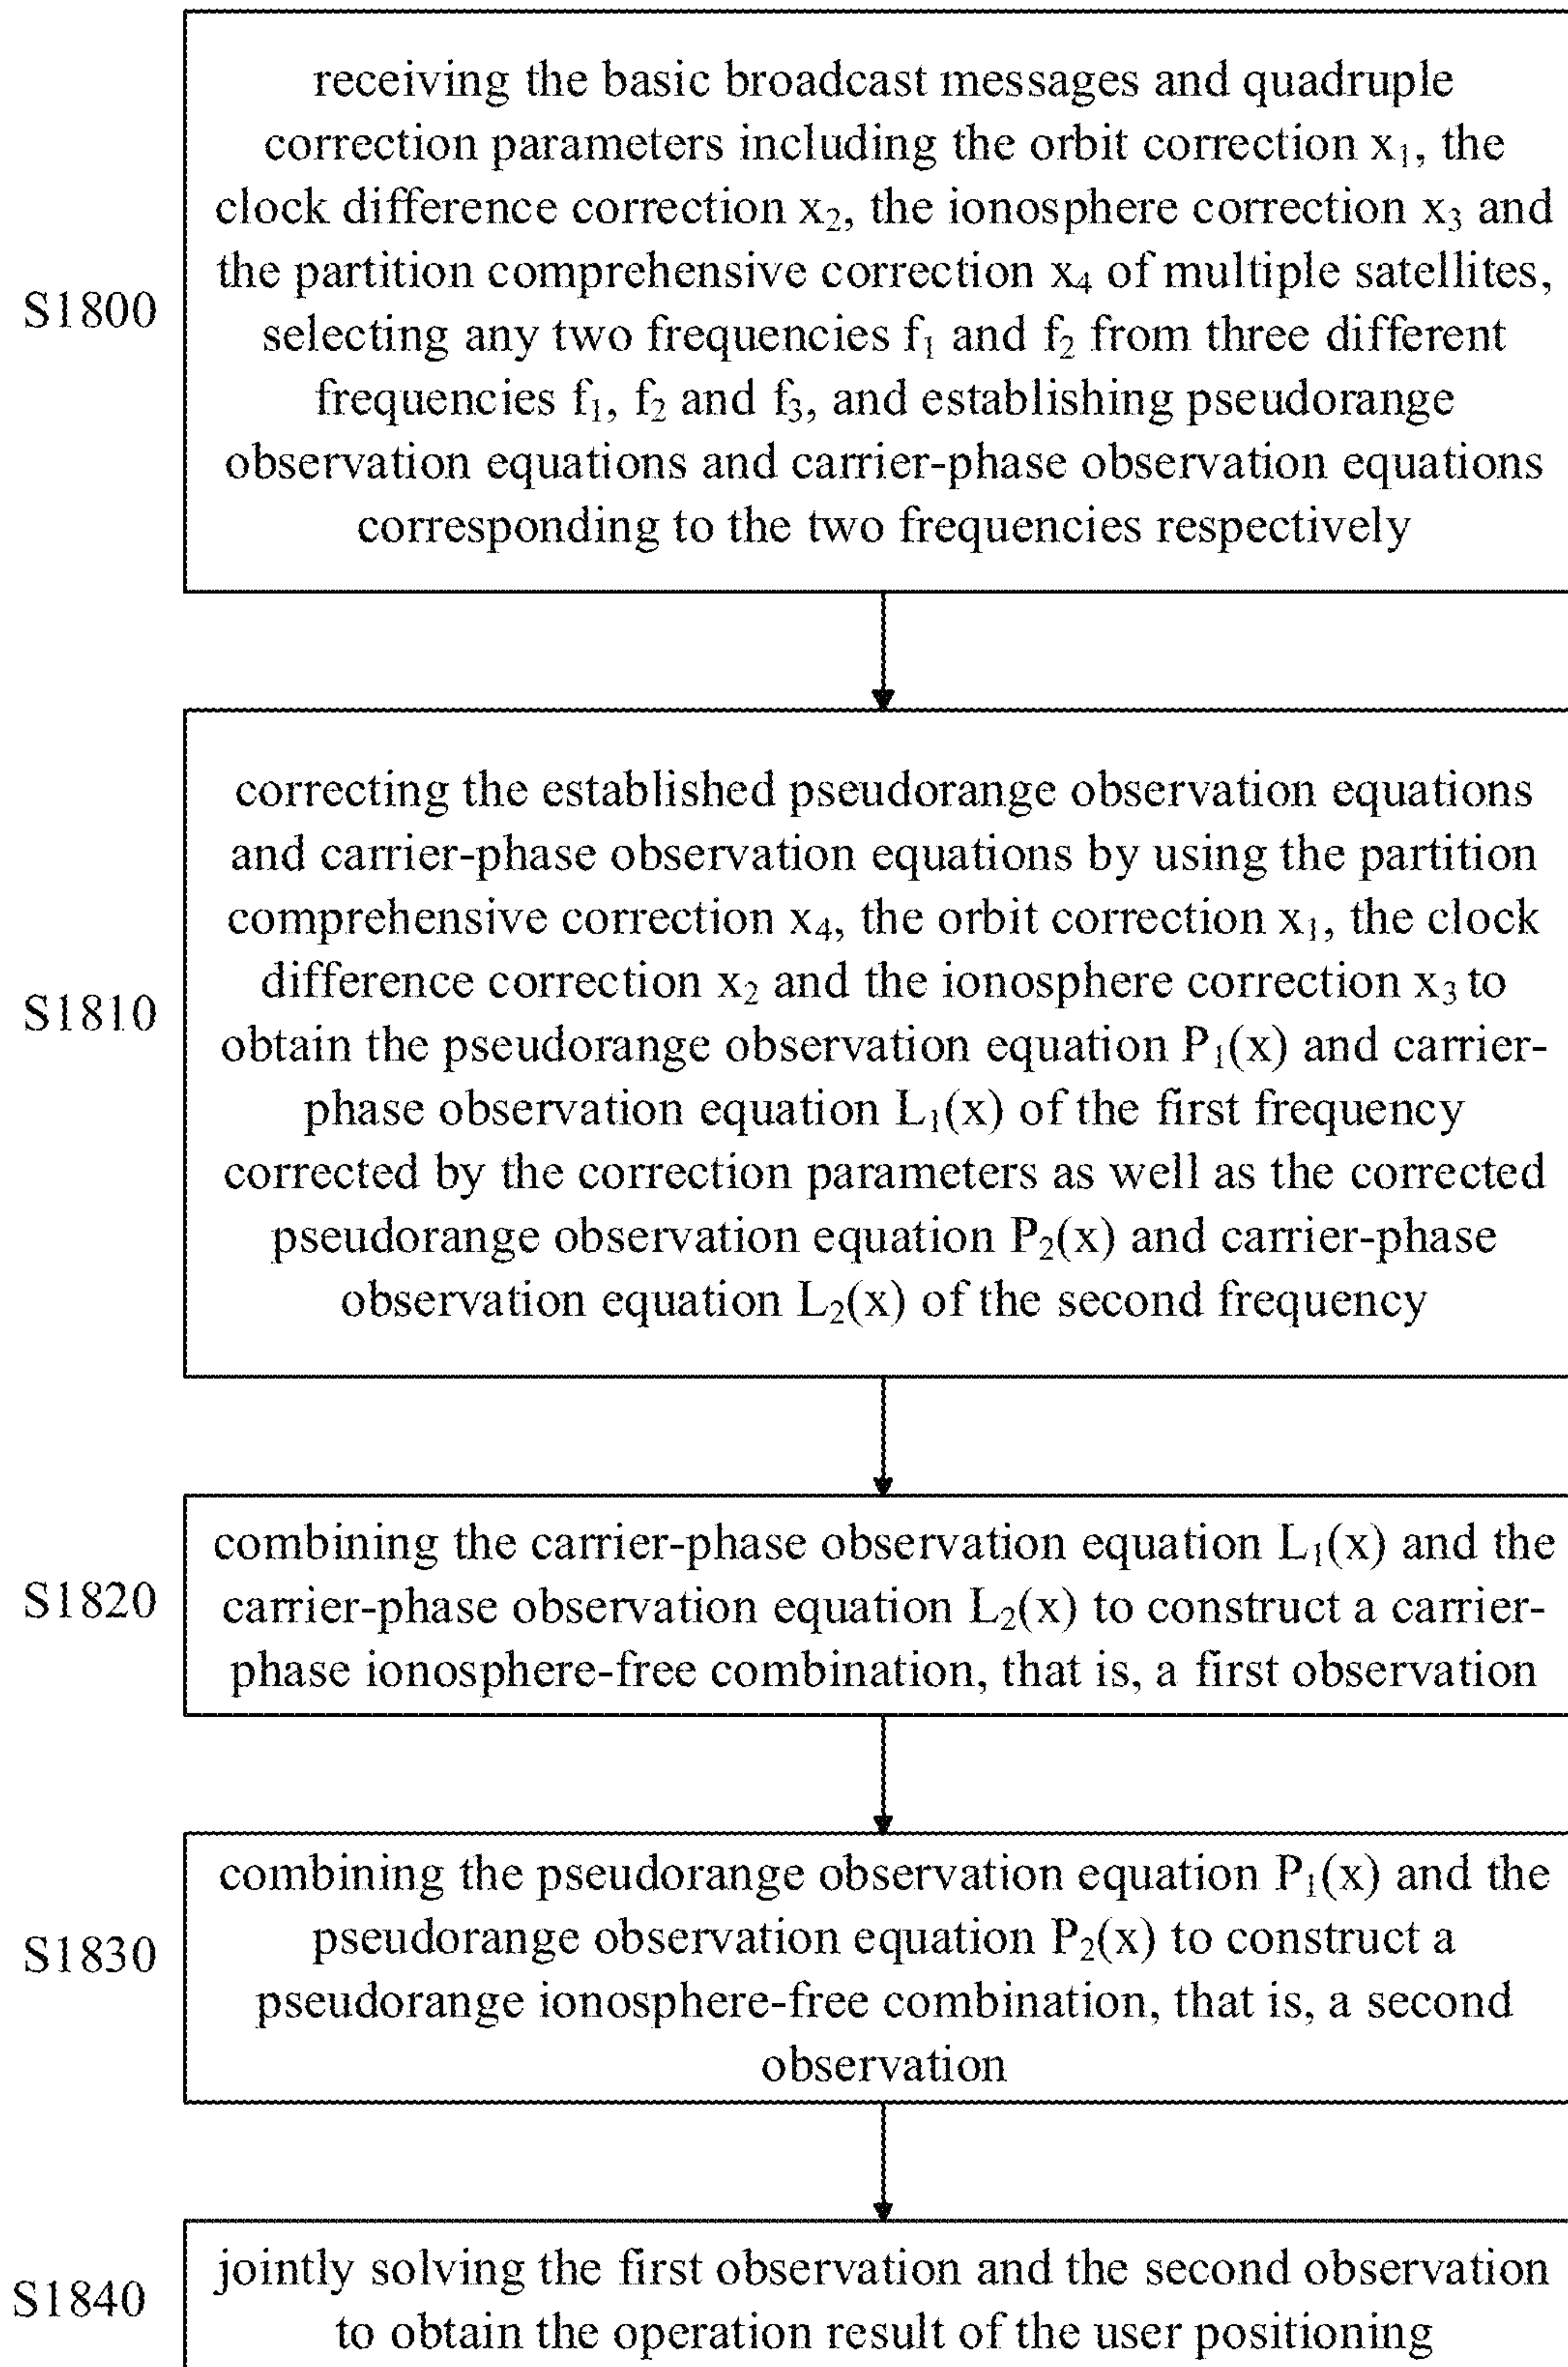 receiving the basic broadcast messages and quadruple
correction parameters including the orbit correction x₁, the
clock difference correction x₂, the ionosphere correction x₃ and
the partition comprehensive correction x₄ of multiple satellites,
S1800
selecting any two frequencies f₁ and f₂ from three different
frequencies f₁, f₂ and f₃, and establishing pseudorange
observation equations and carrier-phase observation equations
corresponding to the two frequencies respectively
correcting the established pseudorange observation equations
and carrier-phase observation equations by using the partition
comprehensive correction x₄, the orbit correction x₁, the clock
difference correction x₂ and the ionosphere correction x₃ to
S1810
obtain the pseudorange observation equation P₁(x) and carrier-
phase observation equation L₁(x) of the first frequency
corrected by the correction parameters as well as the corrected
pseudorange observation equation P₂(x) and carrier-phase
observation equation L₂(x) of the second frequency
combining the carrier-phase observation equation L₁(x) and the
S1820
carrier-phase observation equation L₂(x) to construct a carrier-
phase ionosphere-free combination, that is, a first observation
combining the pseudorange observation equation P₁(x) and the
pseudorange observation equation P₂(x) to construct a
S1830
pseudorange ionosphere-free combination, that is, a second
observation
jointly solving the first observation and the second observation
S1840
to obtain the operation result of the user positioning